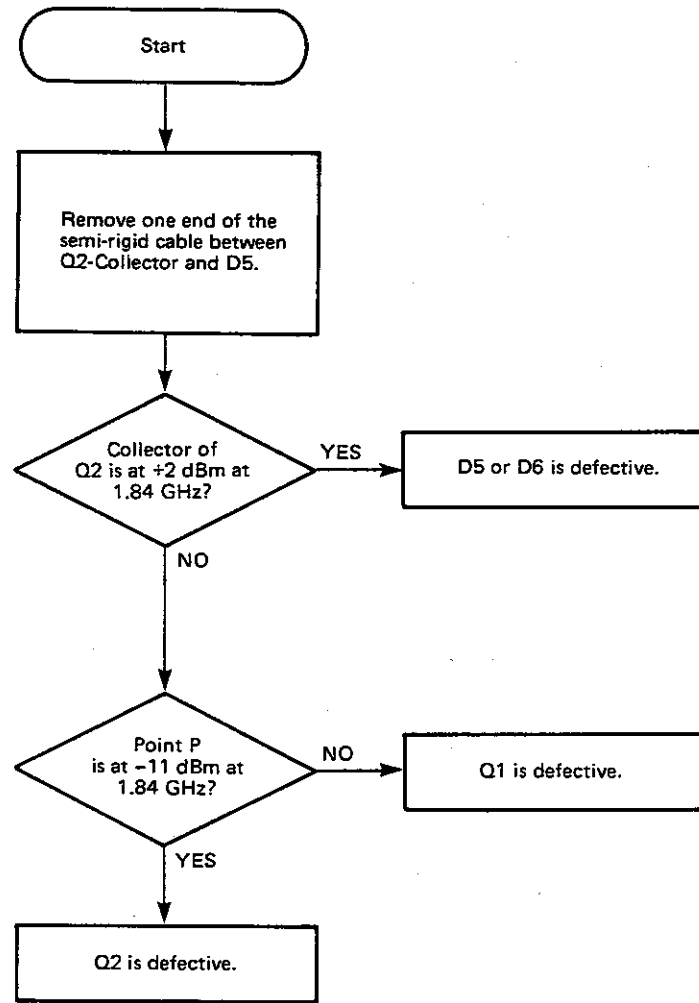 Start
Remove one end of the
semi-rigid cable between
Q2-Collector and D5.
Collector of
Q2 is at +2 dBm at
1.84 GHz?
YES
D5 or D6 is defective.
NO
Point P
is at -11 dBm at
1.84 GHz?
NO
Q1 is defective.
YES
Q2 is defective.